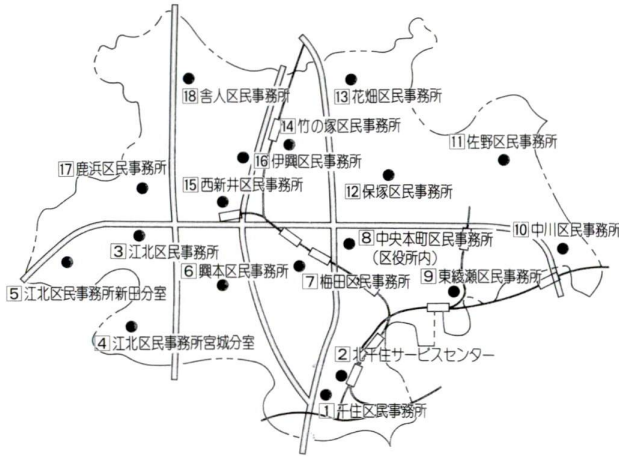 18 舎人区民事務所
13 花畑区民事務所
14 竹の塚区民事務所
11 佐野区民事務所
16 伊興区民事務所
17 鹿浜区民事務所
15 西新井区民事務所
12 保塚区民事務所
10 中川区民事務所
3 江北区民事務所
8 中央本町区民事務所
(区役所内)
6 興本区民事務所
7 梅田区民事務所
9 東綾瀬区民事務所
5 江北区民事務所新田分室
4 江北区民事務所宮城分室
2 北千住サービスセンター
1 千住区民事務所